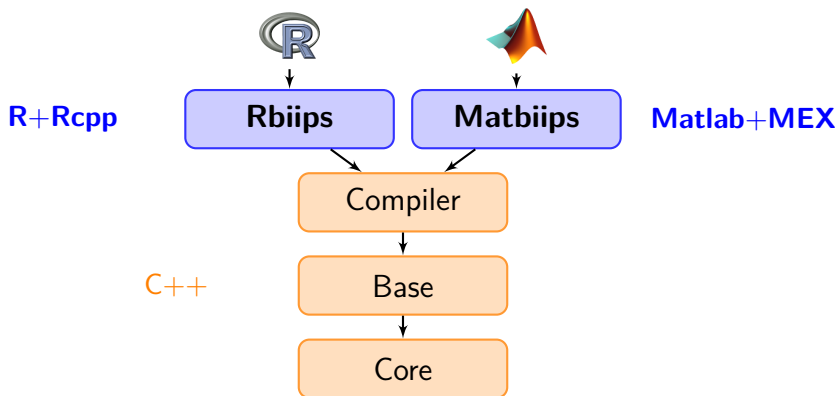 R
R+Rcpp
Rbiips
Matbiips
Matlab+MEX
Compiler
C++
Base
Core